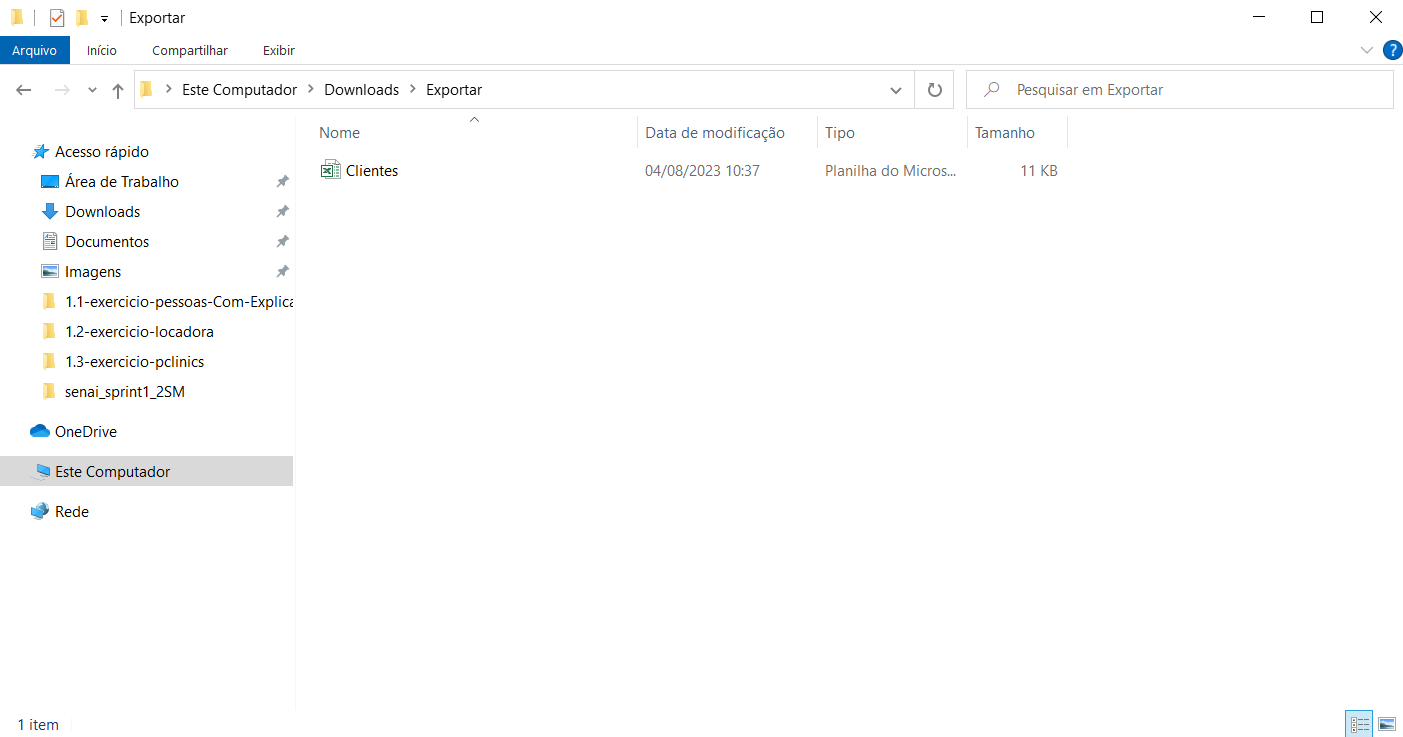 Exportar
Arquivo Início Compartilhar Exibir ?
Este Computador Downloads Exportar Pesquisar em Exportar
Nome Data de modificação Tipo Tamanho
Clientes 04/08/2023 10:37 Planilha do Micros... 11 KB
Acesso rápido
Área de Trabalho
Downloads
Documentos
Imagens
1.1-exercicio-pessoas-Com-Explica
1.2-exercicio-locadora
1.3-exercicio-pclinics
senai_sprint1_2SM
OneDrive
Este Computador
Rede
1 item